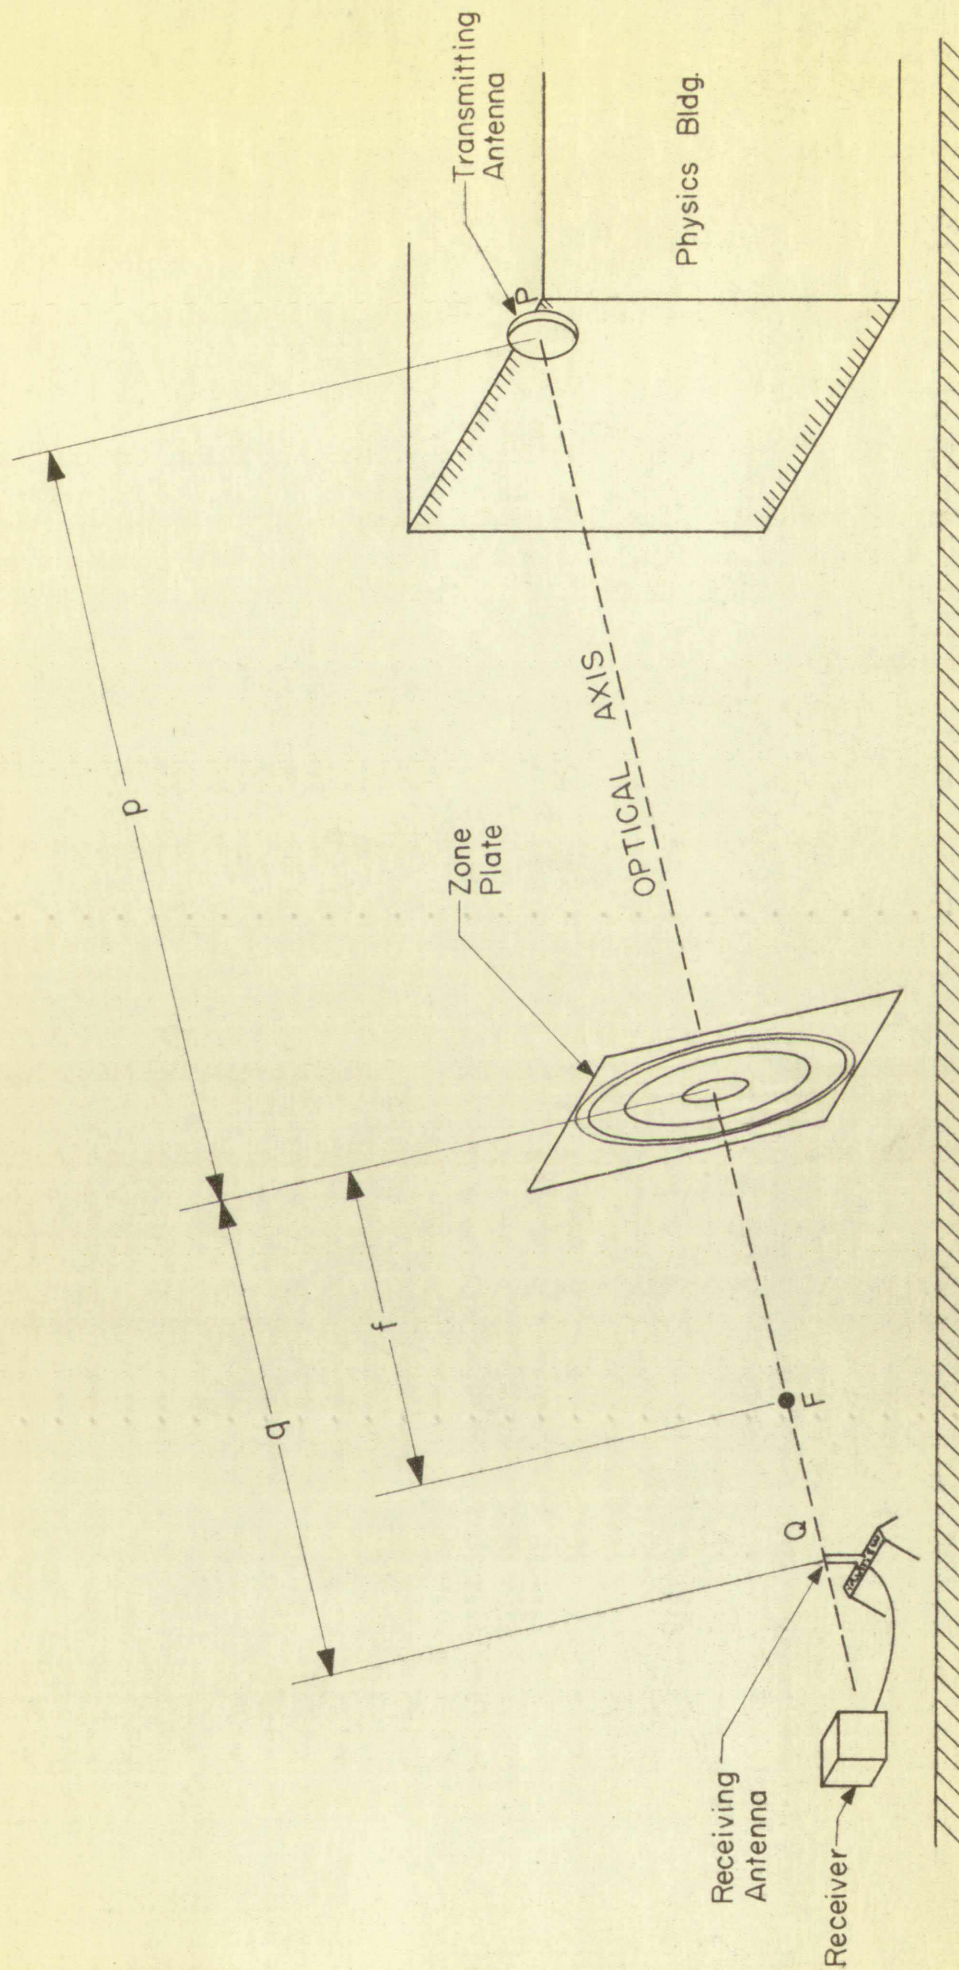 p
q
f
Transmitting
Antenna
P
Physics Bldg.
Zone
Plate
OPTICAL AXIS
F
Q
Receiving
Antenna
Receiver